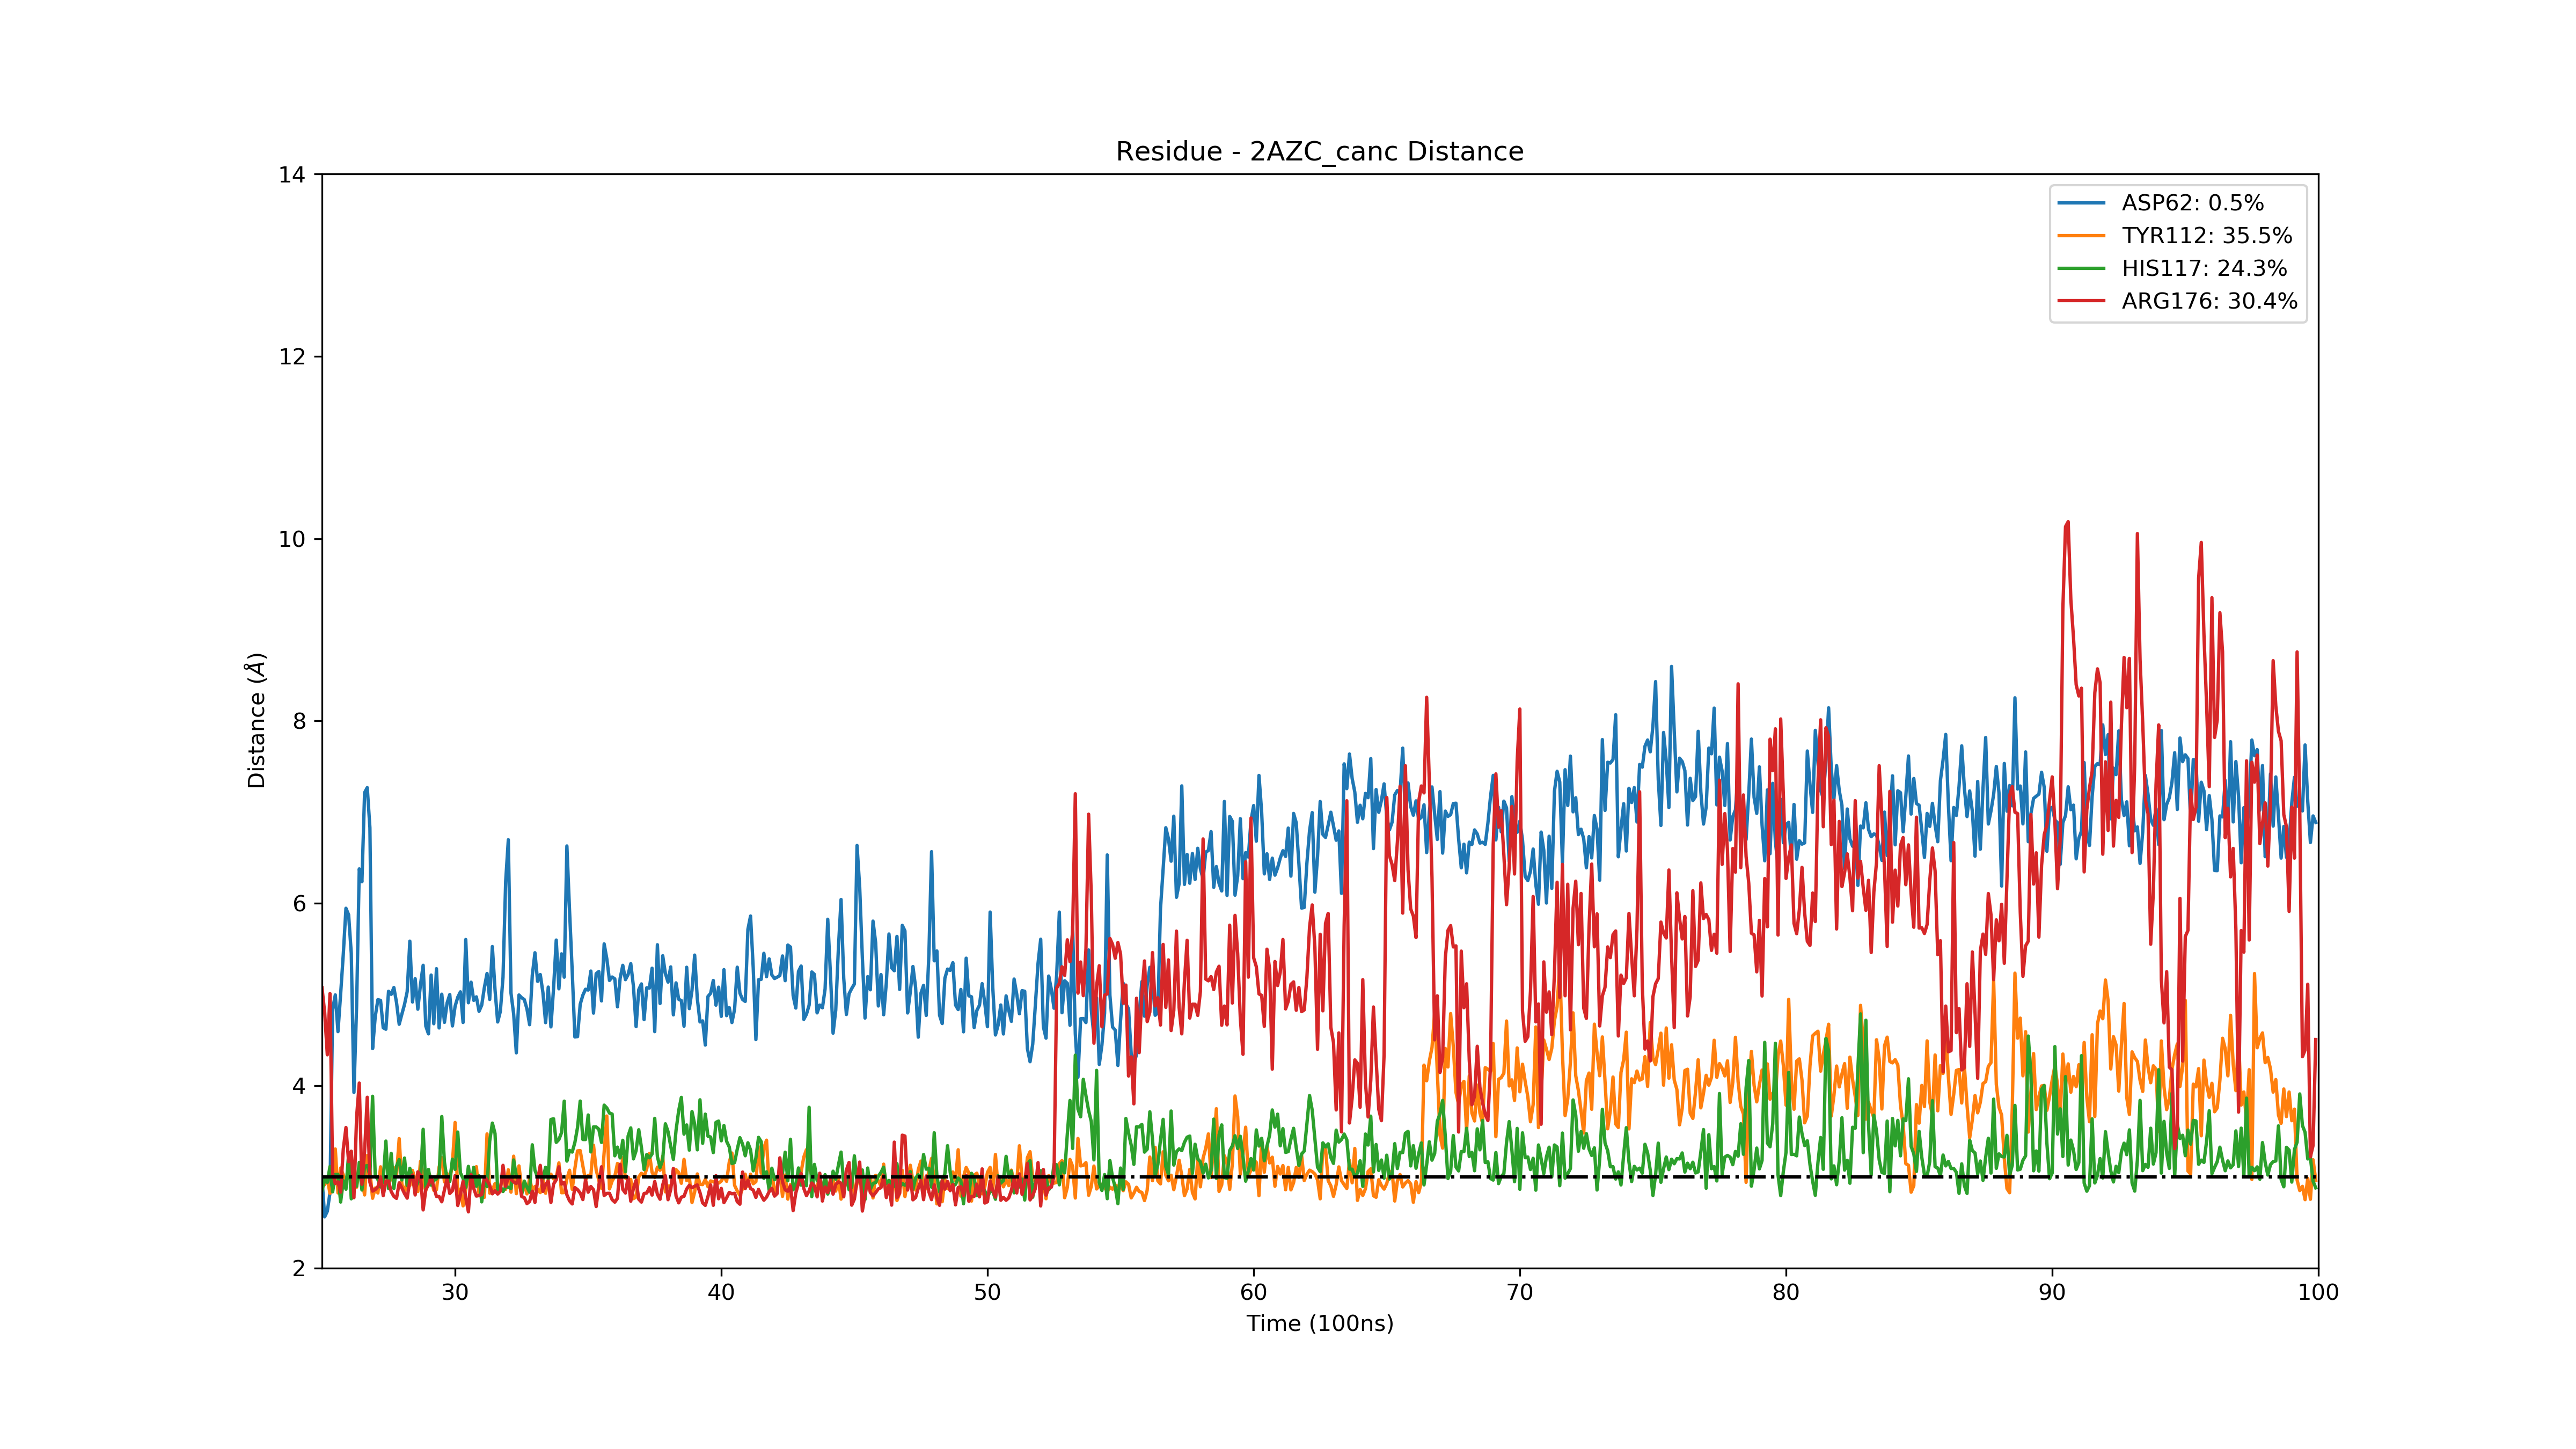 Residue - 2AZC_canc Distance
14
12
10
8
6
4
2
Distance (Å)
ASP62: 0.5%
TYR112: 35.5%
HIS117: 24.3%
ARG176: 30.4%
30 40 50 60 70 80 90 100
Time (100ns)